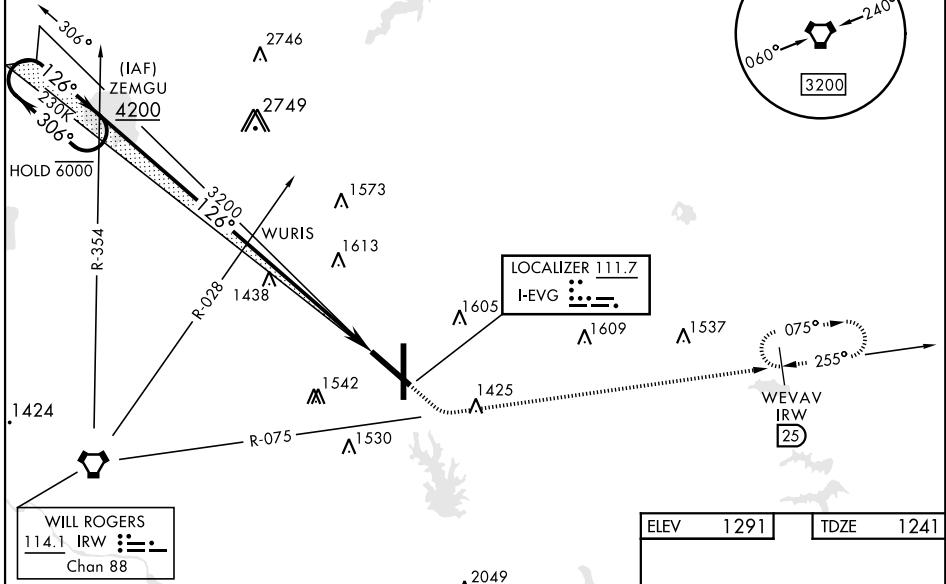 306°
2746
240°
060°
3200
(IAF)
ZEMGU
4200
126°
230K
306°
2749
HOLD 6000
3200
126°
1573
WURIS
1613
R-354
R-028
1438
LOCALIZER 111.7
I-EVG
1605
1609
1537
075°
255°
1542
1425
WEVAV
IRW
25
1424
R-075
1530
WILL ROGERS
114.1 IRW
Chan 88
ELEV 1291
TDZE 1241
2049